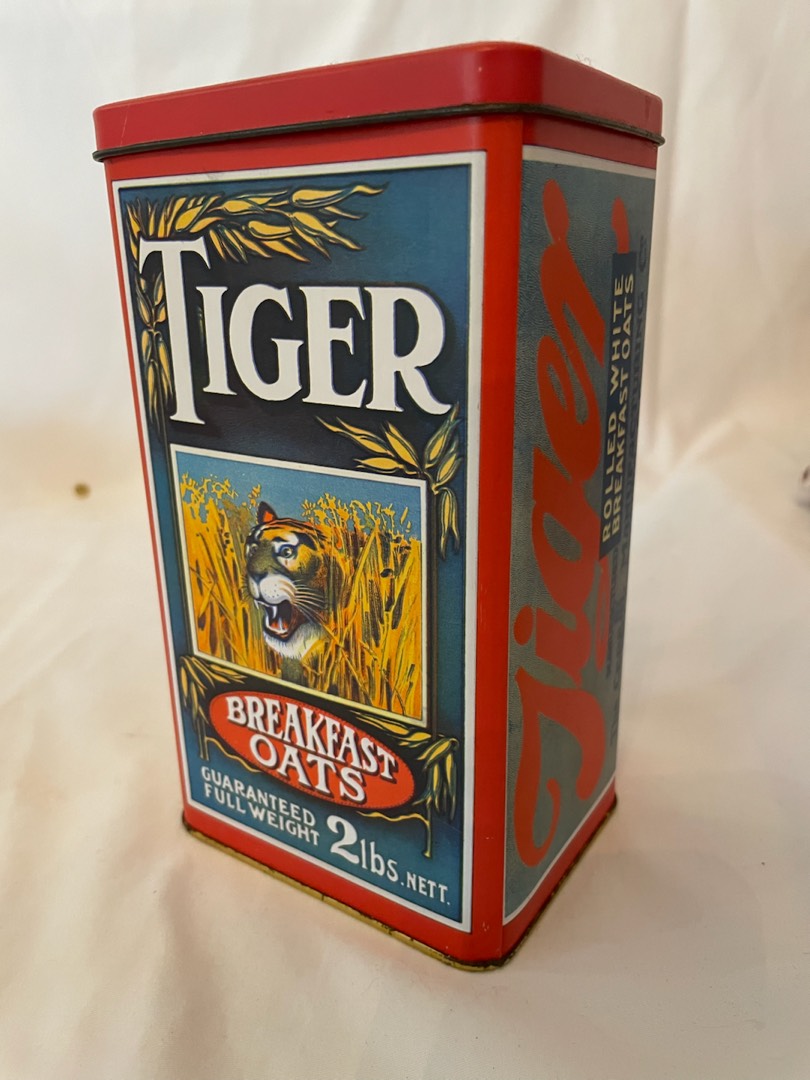 TIGER
BREAKFAST
OATS
GUARANTEED
FULL WEIGHT 2lbs. NETT.
Tiger
ROLLED WHITE
BREAKFAST OATS